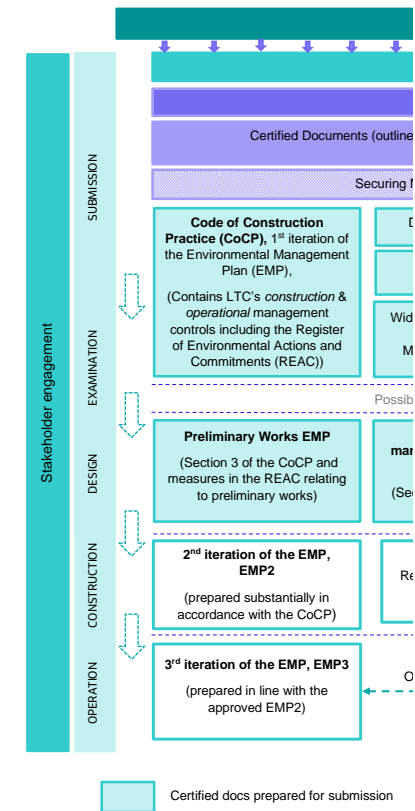 Certified Documents (outline
Securing
Stakeholder engagement
SUBMISSION
EXAMINATION
DESIGN
CONSTRUCTION
OPERATION
Code of Construction
Practice (CoCP), 1st iteration of
the Environmental Management
Plan (EMP),
(Contains LTC's construction &
operational management
controls including the Register
of Environmental Actions and
Commitments (REAC))
Wid
M
Possib
Preliminary Works EMP
(Section 3 of the CoCP and
measures in the REAC relating
to preliminary works)
man
(Sec
2nd iteration of the EMP,
EMP2
(prepared substantially in
accordance with the CoCP)
Re
3rd iteration of the EMP, EMP3
(prepared in line with the
approved EMP2)
O
Certified docs prepared for submission